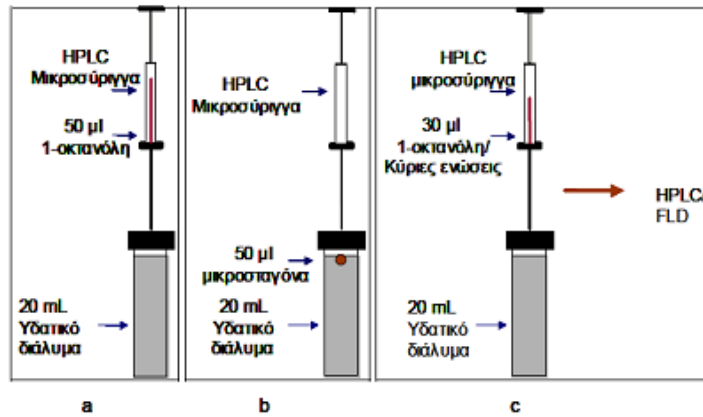 HPLC
Μικροσύριγγα
50 μl
1-οκτανόλη
20 mL
Υδατικό
διάλυμα
a
HPLC
Μικροσύριγγα
50 μl
μικροσταγόνα
20 mL
Υδατικό
διάλυμα
b
HPLC
μικροσύριγγα
30 μl
1-οκτανόλη/
Κύριες ενώσεις
HPLC/
FLD
20 mL
Υδατικό
διάλυμα
c